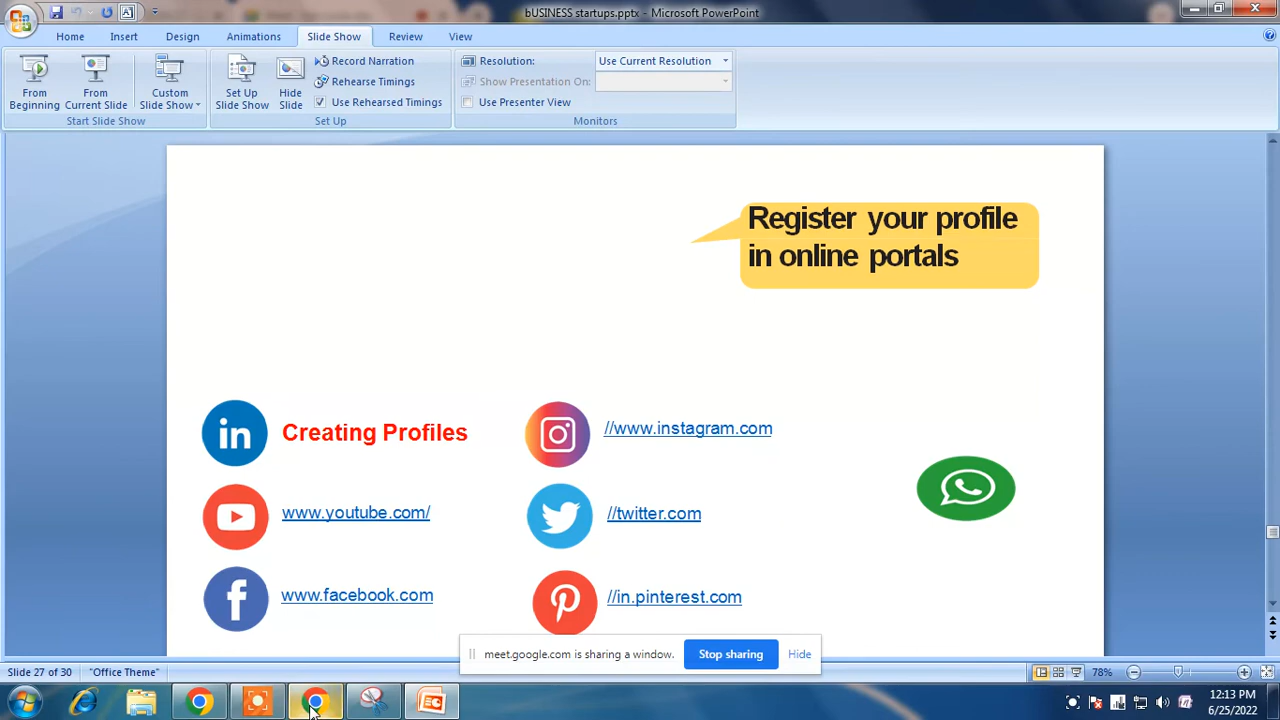 bUSINESS startups.pptx - Microsoft PowerPoint
Home
Insert
Design
Animations
Slide Show
Review
View
From Beginning
From Current Slide
Custom Slide Show
Start Slide Show
Set Up Slide Show
Hide Slide
Record Narration
Rehearse Timings
Use Rehearsed Timings
Set Up
Resolution:
Use Current Resolution
Show Presentation On:
Use Presenter View
Monitors
Register your profile
in online portals
in
Creating Profiles
//www.instagram.com
www.youtube.com/
//twitter.com
www.facebook.com
//in.pinterest.com
meet.google.com is sharing a window.
Stop sharing
Hide
Slide 27 of 30
"Office Theme"
78%
12:13 PM
6/25/2022